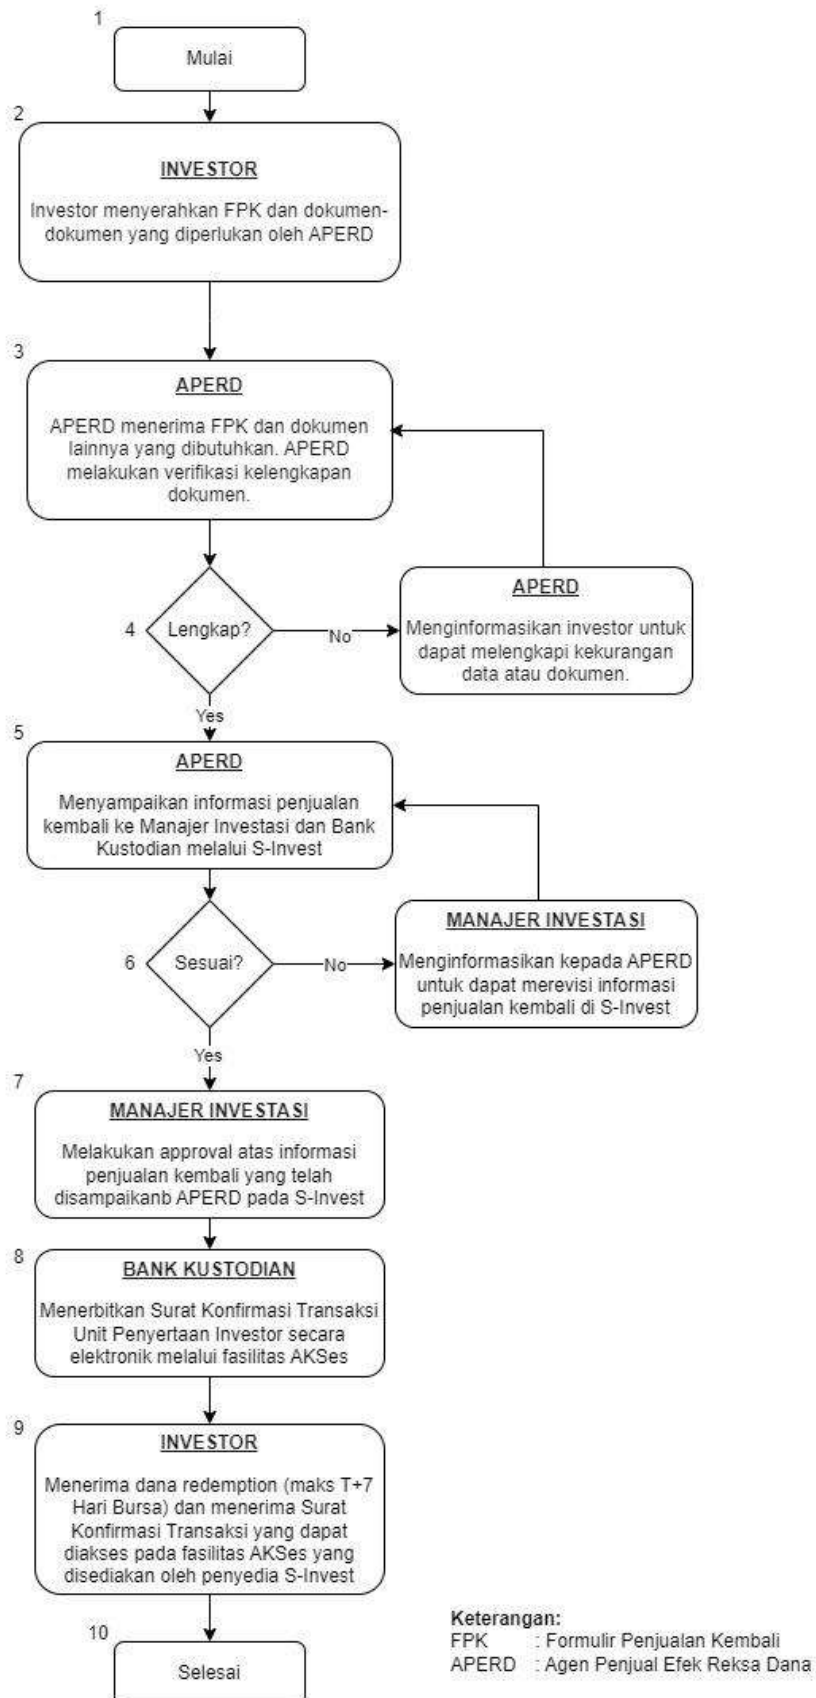 1
Mulai
2
INVESTOR
Investor menyerahkan FPK dan dokumen-
dokumen yang diperlukan oleh APERD
3
APERD
APERD menerima FPK dan dokumen
lainnya yang dibutuhkan. APERD
melakukan verifikasi kelengkapan
dokumen.
4
Lengkap?
No
APERD
Menginformasikan investor untuk
dapat melengkapi kekurangan
data atau dokumen.
Yes
5
APERD
Menyampaikan informasi penjualan
kembali ke Manajer Investasi dan Bank
Kustodian melalui S-Invest
6
Sesuai?
No
MANAJER INVESTASI
Menginformasikan kepada APERD
untuk dapat merevisi informasi
penjualan kembali di S-Invest
Yes
7
MANAJER INVESTASI
Melakukan approval atas informasi
penjualan kembali yang telah
disampaikanb APERD pada S-Invest
8
BANK KUSTODIAN
Menerbitkan Surat Konfirmasi Transaksi
Unit Penyertaan Investor secara
elektronik melalui fasilitas AKSes
9
INVESTOR
Menerima dana redemption (maks T+7
Hari Bursa) dan menerima Surat
Konfirmasi Transaksi yang dapat
diakses pada fasilitas AKSes yang
disediakan oleh penyedia S-Invest
10
Selesai
Keterangan:
FPK : Formulir Penjualan Kembali
APERD : Agen Penjual Efek Reksa Dana